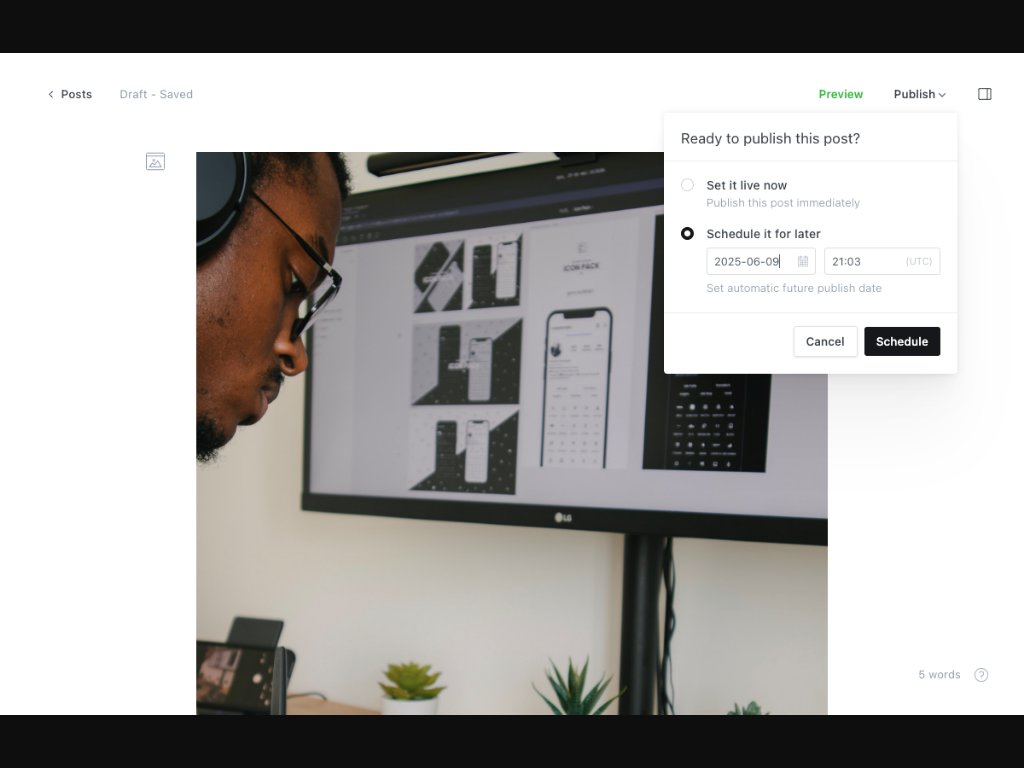 Posts
Draft - Saved
Preview
Publish
Ready to publish this post?
Set it live now
Publish this post immediately
Schedule it for later
2025-06-09
21:03
(UTC)
Set automatic future publish date
Cancel
Schedule
ICON PACK
LG
5 words
?